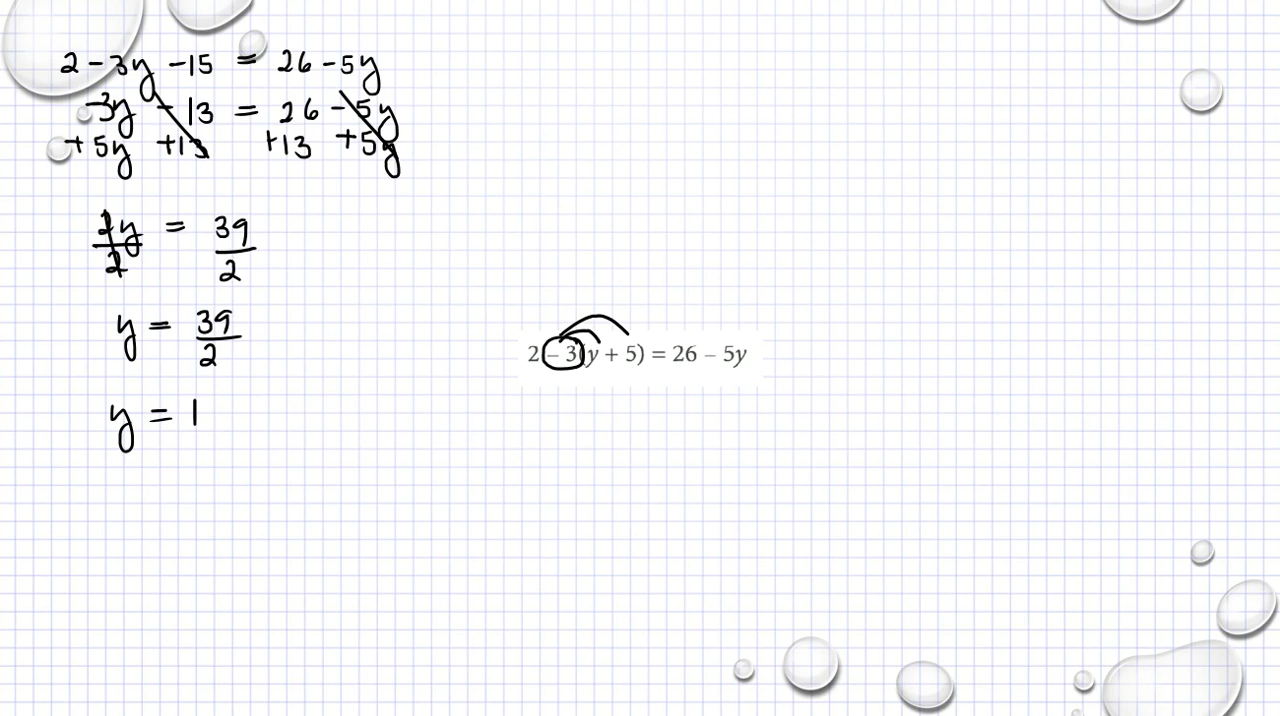 2 - 3y - 15 = 26 - 5y
-3y - 13 = 26 - 5y
+ 5y + 13 + 13 + 5y
2y = 39
2 2
y = 39
2
2 – 3(y + 5) = 26 – 5y
y = 1